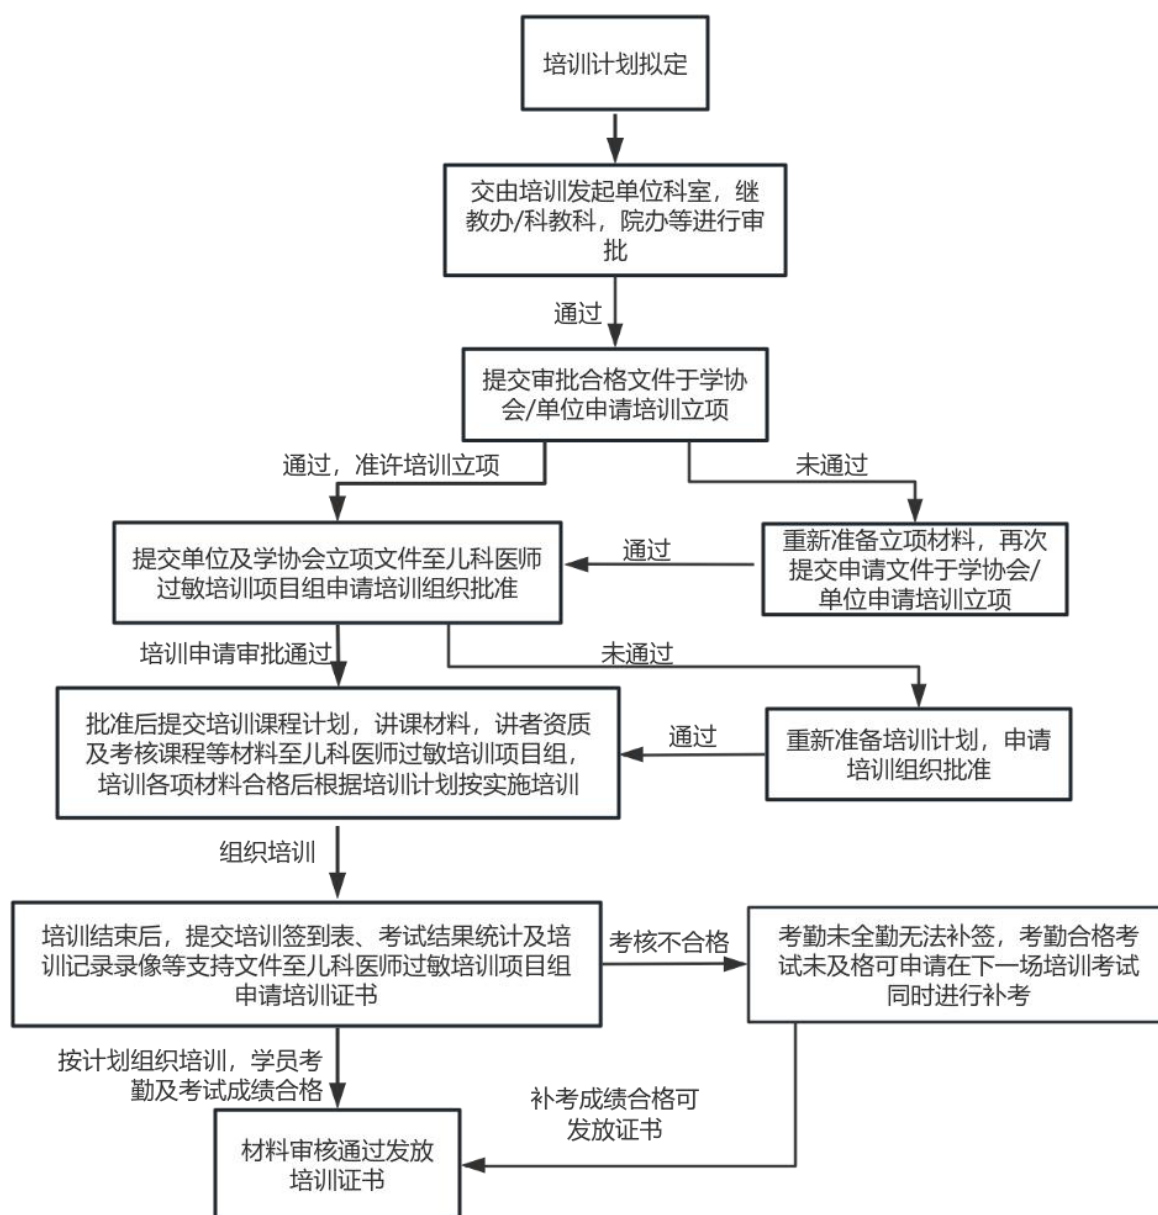 培训计划拟定
交由培训发起单位科室，继
教办/科教科，院办等进行审
批
通过
提交审批合格文件于学协
会/单位申请培训立项
通过，准许培训立项
未通过
提交单位及学协会立项文件至儿科医师
过敏培训项目组申请培训组织批准
通过
重新准备立项材料，再次
提交申请文件于学协会/
单位申请培训立项
培训申请审批通过
未通过
批准后提交培训课程计划，讲课材料，讲者资质
及考核课程等材料至儿科医师过敏培训项目组，
培训各项材料合格后根据培训计划按实施培训
通过
重新准备培训计划，申请
培训组织批准
组织培训
培训结束后，提交培训签到表、考试结果统计及培
训记录录像等支持文件至儿科医师过敏培训项目组
申请培训证书
考核不合格
考勤未全勤无法补签，考勤合格考
试未及格可申请在下一场培训考试
同时进行补考
按计划组织培训，学员考
勤及考试成绩合格
补考成绩合格可
发放证书
材料审核通过发放
培训证书